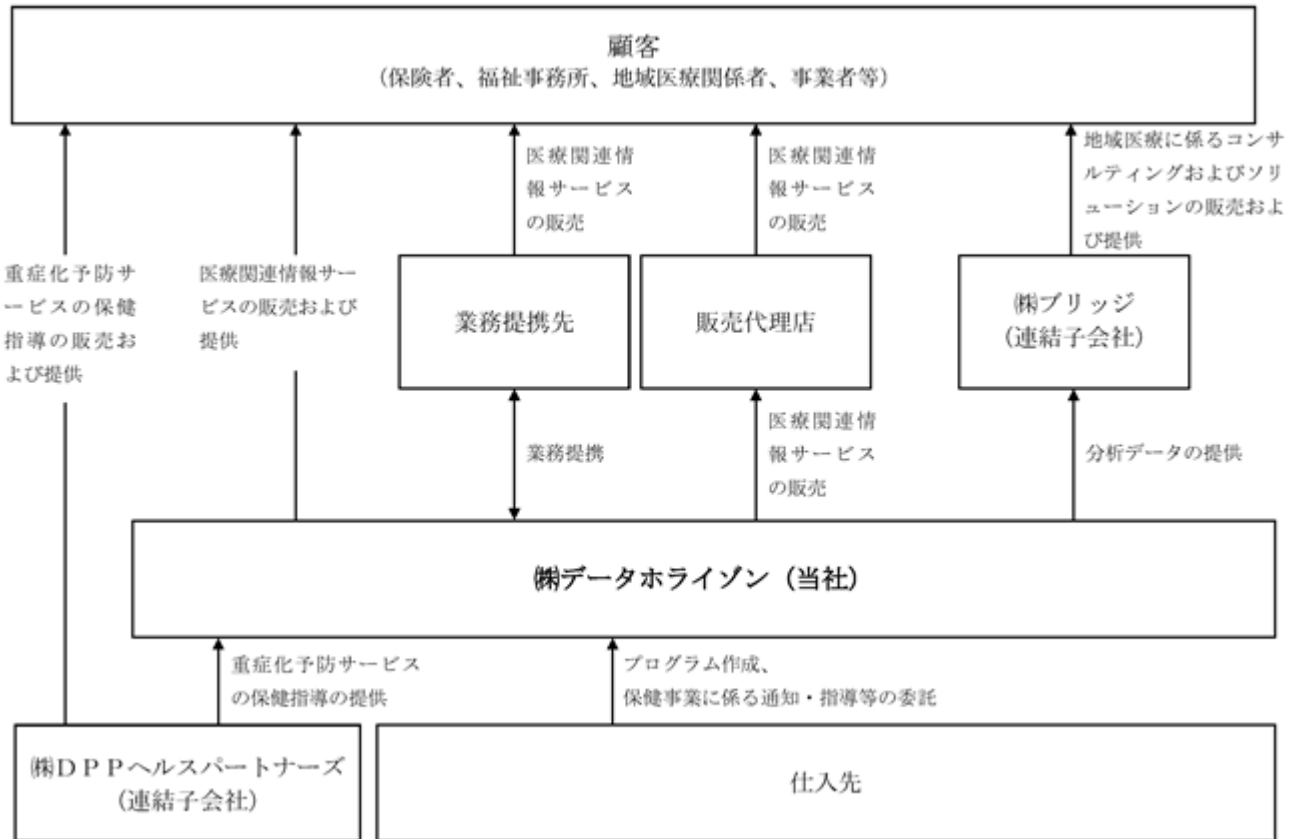 顧客
（保険者、福祉事務所、地域医療関係者、事業者等）
重症化予防サ
ービスの保健
指導の販売お
よび提供
医療関連情報サー
ビスの販売および
提供
医療関連情
報サービス
の販売
医療関連情
報サービス
の販売
地域医療に係るコンサ
ルティングおよびソリ
ューションの販売およ
び提供
業務提携先
販売代理店
㈱ブリッジ
（連結子会社）
業務提携
医療関連情
報サービス
の販売
分析データの提供
㈱データホライゾン（当社）
重症化予防サービス
の保健指導の提供
プログラム作成、
保健事業に係る通知・指導等の委託
㈱ＤＰＰヘルスパートナーズ
（連結子会社）
仕入先